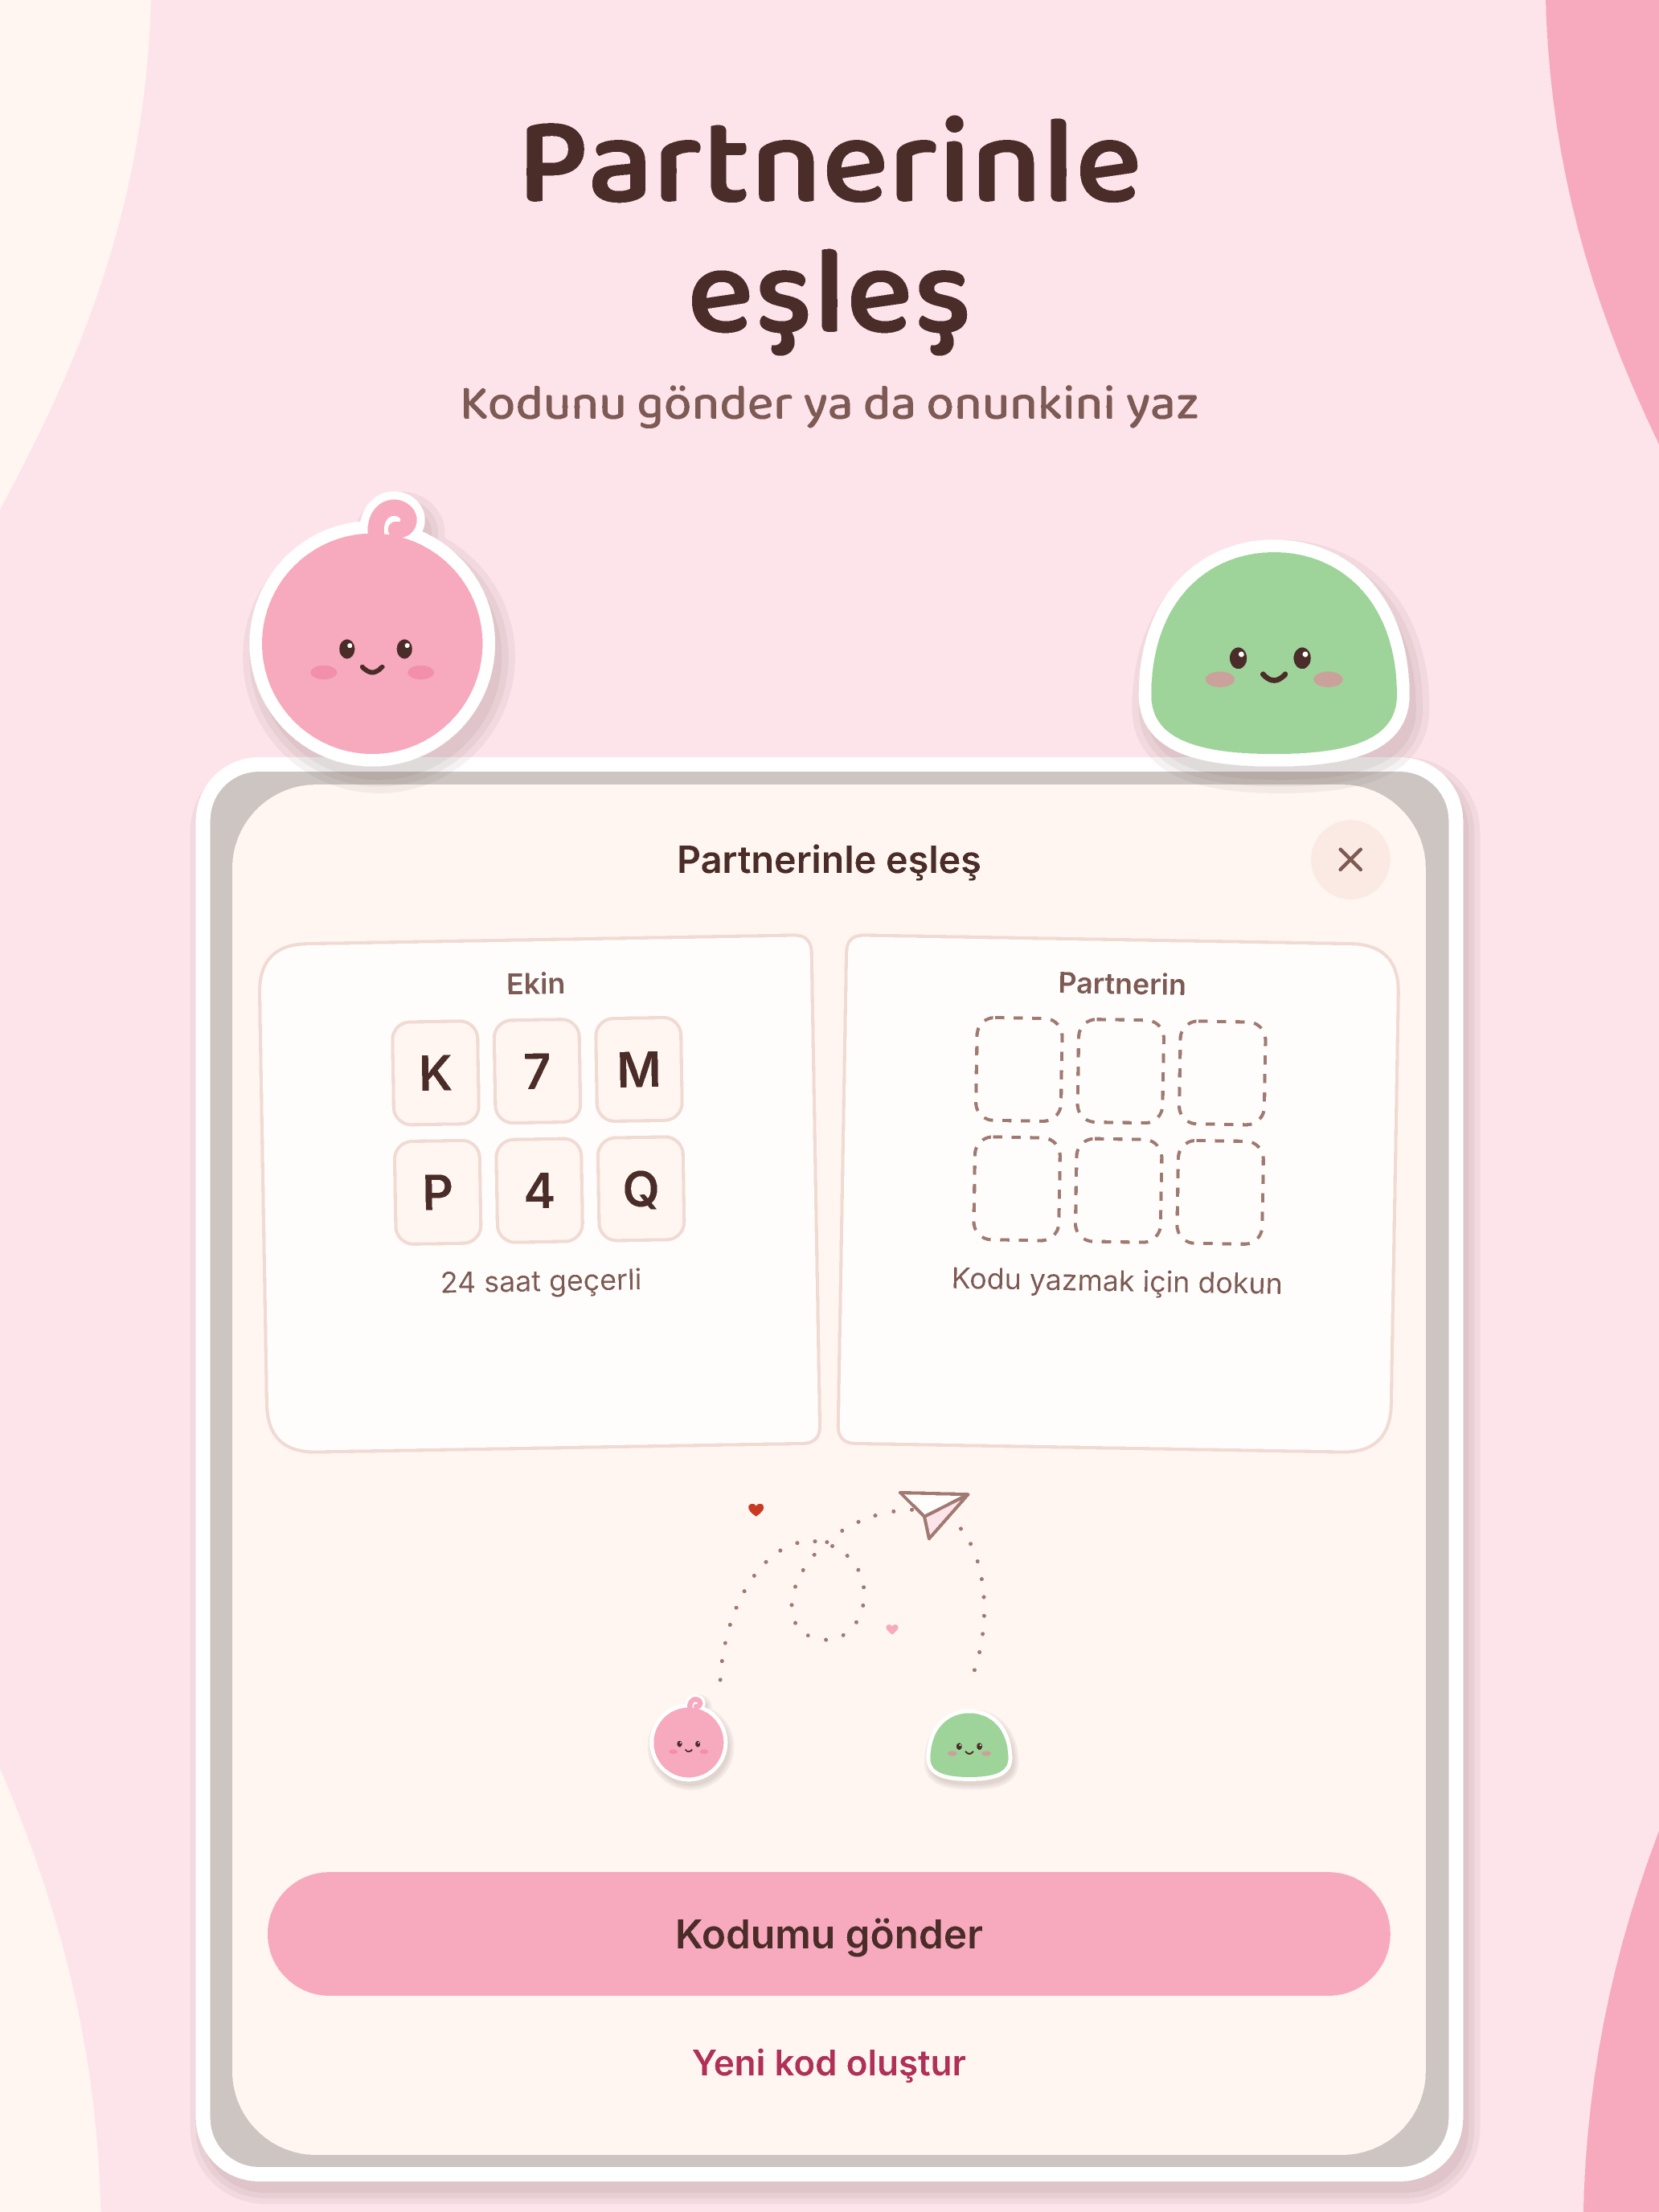 Partnerinle
eşleş
Kodunu gönder ya da onunkini yaz
Partnerinle eşleş
Ekin
K 7 M
P 4 Q
24 saat geçerli
Partnerin
Kodu yazmak için dokun
Kodumu gönder
Yeni kod oluştur